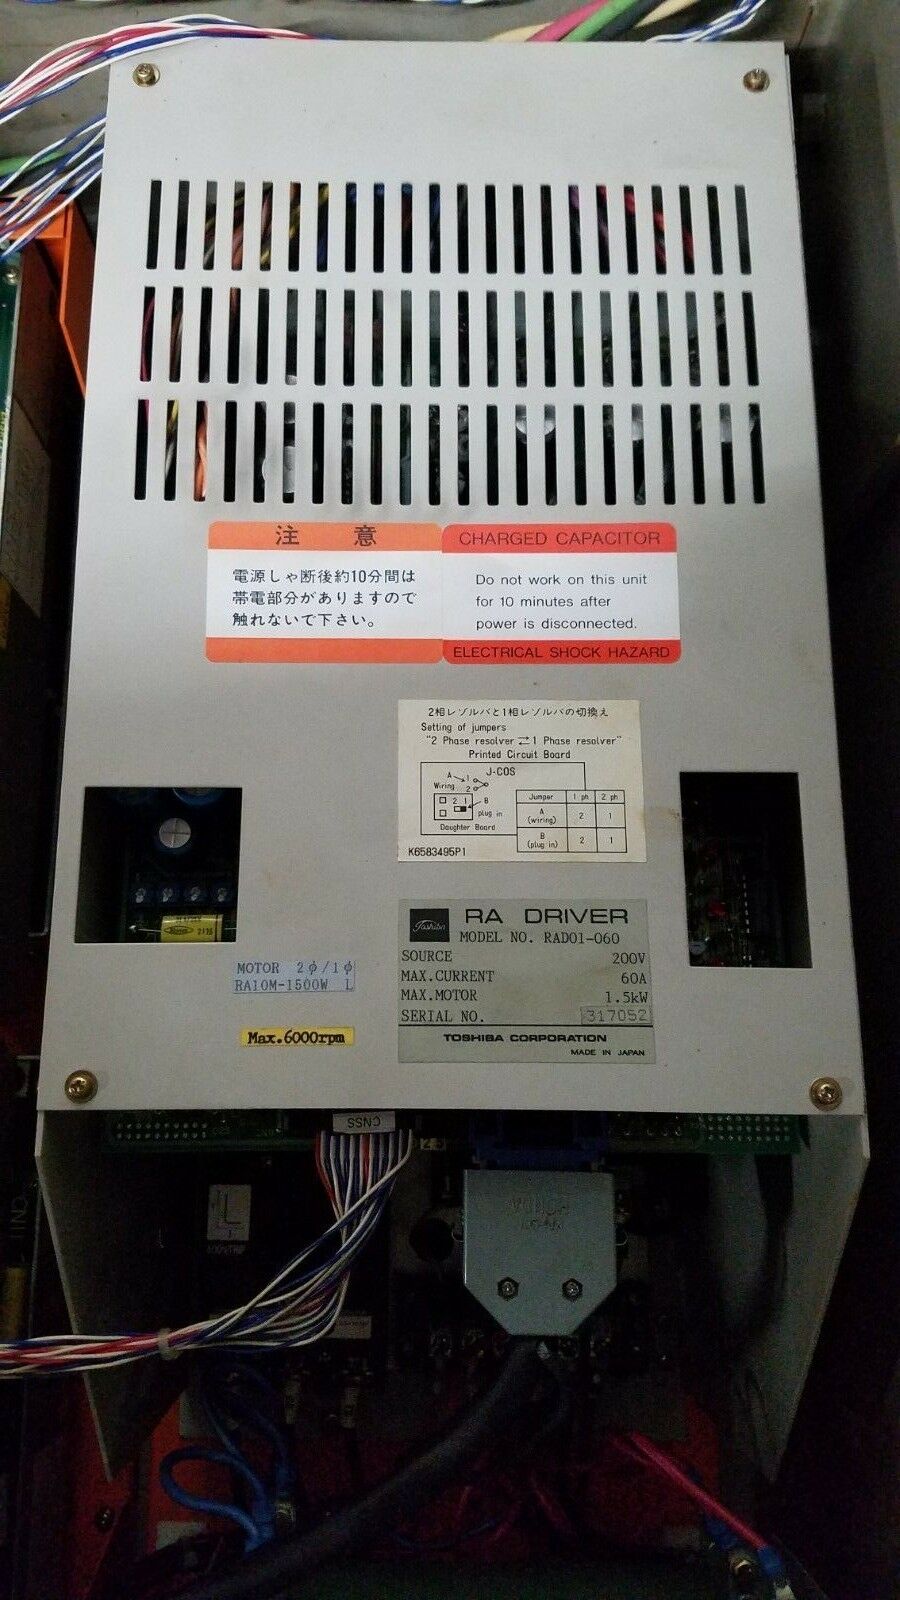 注 意
電源しゃ断後約10分間は
帯電部分がありますので
触れないで下さい。
CHARGED CAPACITOR
Do not work on this unit
for 10 minutes after
power is disconnected.
ELECTRICAL SHOCK HAZARD
2相レゾルバと1相レゾルバの切換え
Setting of jumpers
"2 Phase resolver ⇄ 1 Phase resolver"
Printed Circuit Board
J-COS
A 1
Wiring 2
2 1 B
plug in
Daughter Board
Jumper 1 ph 2 ph
A (wiring) 2 1
B (plug in) 2 1
K6583495P1
Toshiba RA DRIVER
MODEL NO. RAD01-060
SOURCE 200V
MAX.CURRENT 60A
MAX.MOTOR 1.5kW
SERIAL NO. 317052
TOSHIBA CORPORATION
MADE IN JAPAN
MOTOR 2φ/1φ
RA10M-1500W L
Max.6000rpm
CNSS